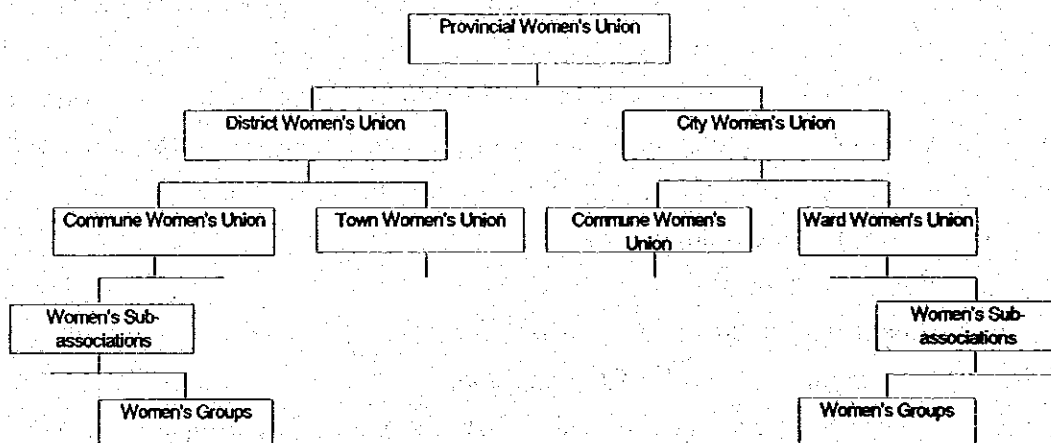 Provincial Women's Union
District Women's Union
City Women's Union
Commune Women's Union
Town Women's Union
Commune Women's
Union
Ward Women's Union
Women's Sub-
associations
Women's Sub-
associations
Women's Groups
Women's Groups